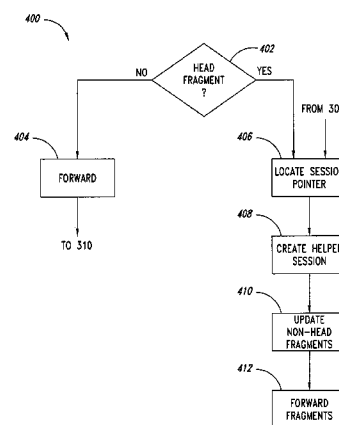 400
402
HEAD
FRAGMENT
?
NO
YES
FROM 30
404
FORWARD
TO 310
406
LOCATE SESSIO
POINTER
408
CREATE HELPE
SESSION
410
UPDATE
NON-HEAD
FRAGMENTS
412
FORWARD
FRAGMENTS